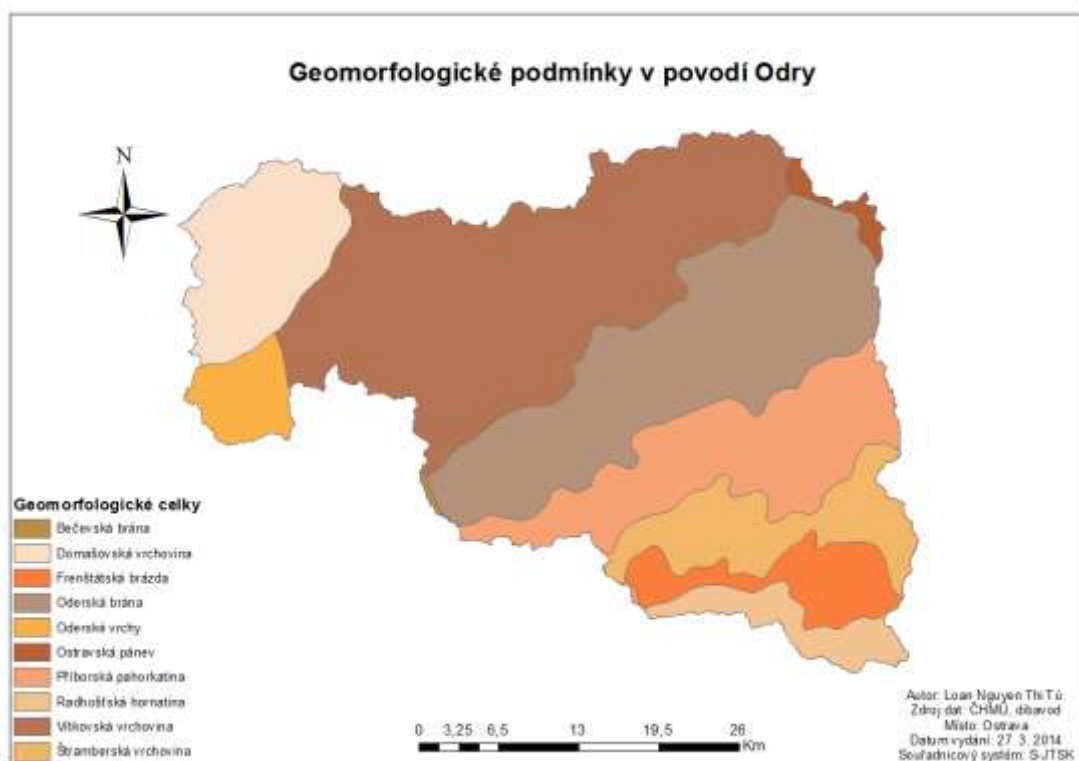 Geomorfologické podmínky v povodí Odry
N
Geomorfologické celky
Bečevská brána
Domašovská vrchovina
Frenštátská brázda
Oderská brána
Oderské vrchy
Ostravská pánev
Příborská pahorkatina
Radhošťská hornatina
Vítkovská vrchovina
Štramberská vrchovina
0 3,25 6,5 13 19,5 26
Km
Autor: Loan Nguyen Thi Tú
Zdroj dat: ČHMÚ, dibavod
Místo: Ostrava
Datum vydání: 27. 3. 2014
Souřadnicový systém: S-JTSK